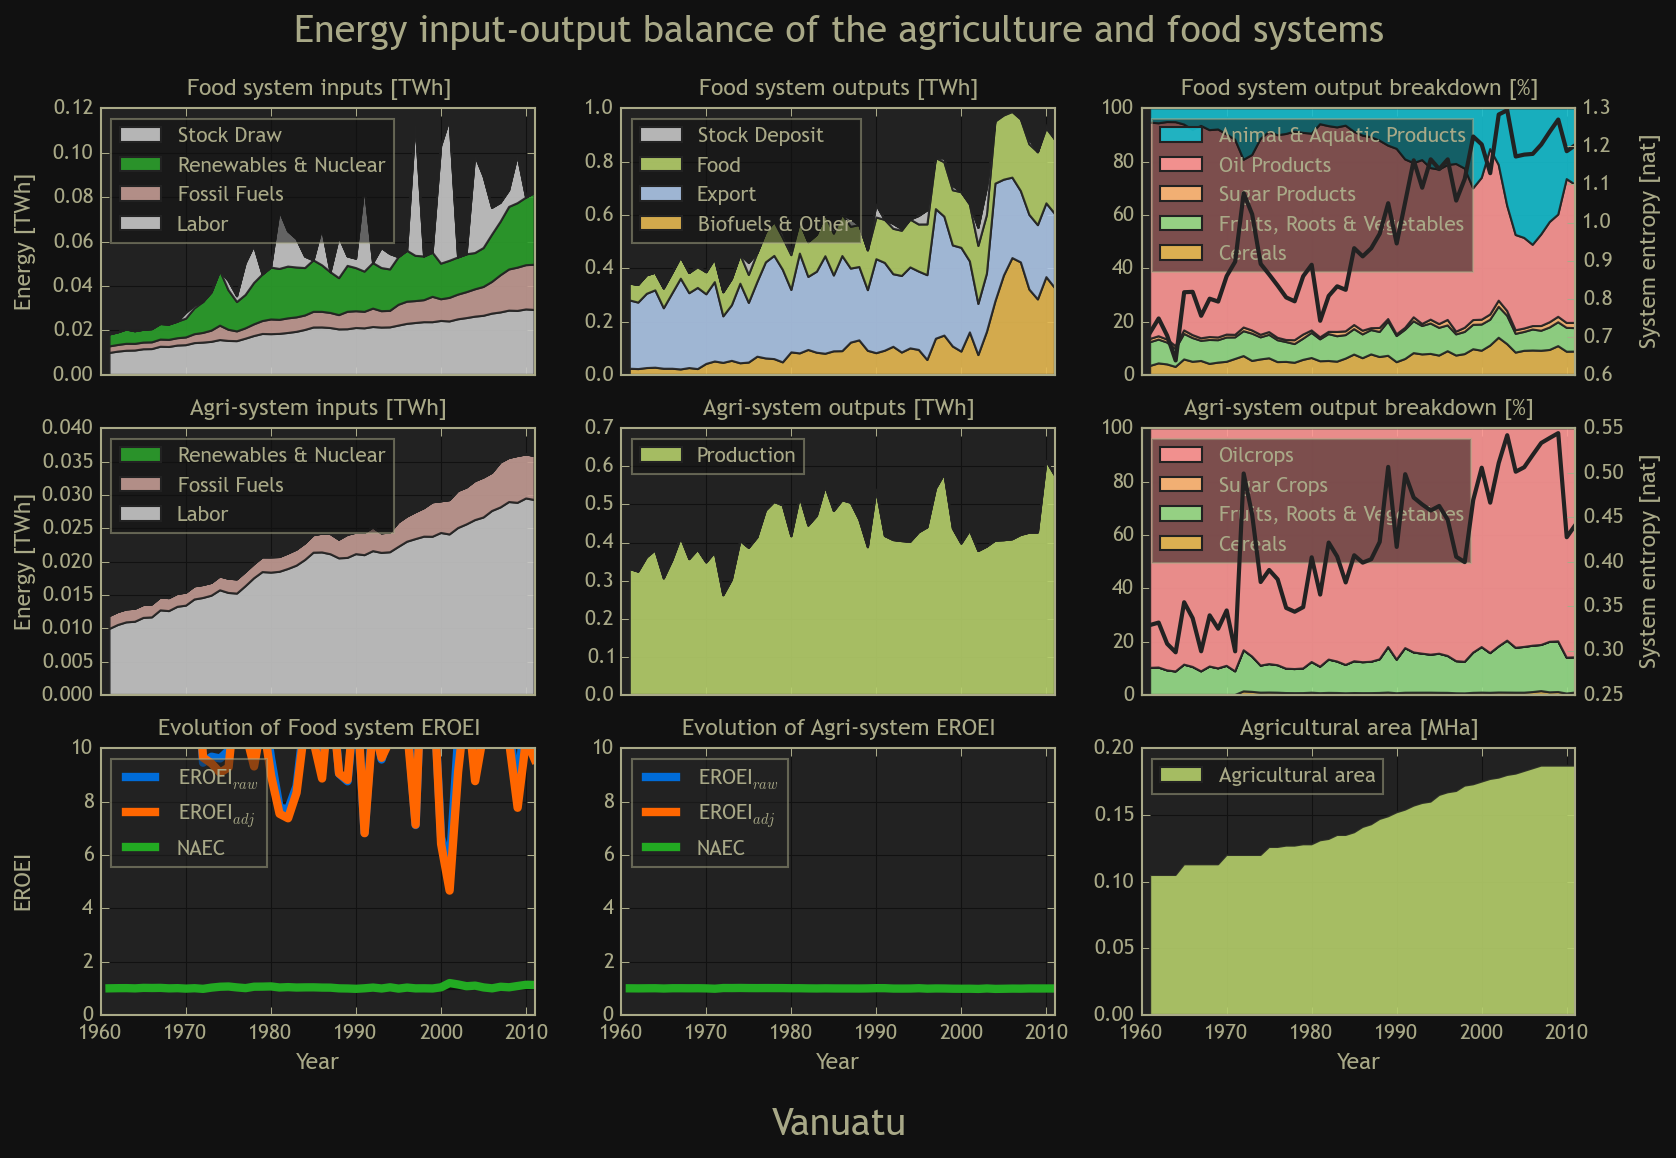 Energy input-output balance of the agriculture and food systems
Food system inputs [TWh]
Energy [TWh]
0.12
0.10
0.08
0.06
0.04
0.02
0.00
Stock Draw
Renewables & Nuclear
Fossil Fuels
Labor
Food system outputs [TWh]
1.0
0.8
0.6
0.4
0.2
0.0
Stock Deposit
Food
Export
Biofuels & Other
Food system output breakdown [%]
100
80
60
40
20
0
Animal & Aquatic Products
Oil Products
Sugar Products
Fruits, Roots & Vegetables
Cereals
1.3
1.2
1.1
1.0
0.9
0.8
0.7
0.6
System entropy [nat]
Agri-system inputs [TWh]
Energy [TWh]
0.040
0.035
0.030
0.025
0.020
0.015
0.010
0.005
0.000
Renewables & Nuclear
Fossil Fuels
Labor
Agri-system outputs [TWh]
0.7
0.6
0.5
0.4
0.3
0.2
0.1
0.0
Production
Agri-system output breakdown [%]
100
80
60
40
20
0
Oilcrops
Sugar Crops
Fruits, Roots & Vegetables
Cereals
0.55
0.50
0.45
0.40
0.35
0.30
0.25
System entropy [nat]
Evolution of Food system EROEI
EROEI
10
8
6
4
2
0
EROEI raw
EROEI adj
NAEC
1960 1970 1980 1990 2000 2010
Year
Evolution of Agri-system EROEI
10
8
6
4
2
0
EROEI raw
EROEI adj
NAEC
1960 1970 1980 1990 2000 2010
Year
Agricultural area [MHa]
0.20
0.15
0.10
0.05
0.00
Agricultural area
1960 1970 1980 1990 2000 2010
Year
Vanuatu